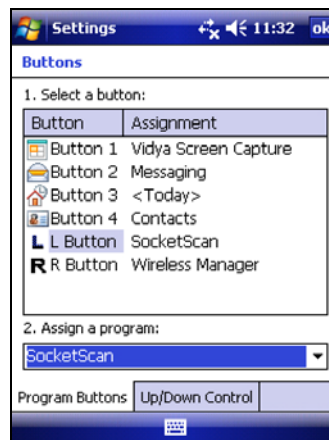 Settings 11:32 ok
Buttons
1. Select a button:
Button Assignment
Button 1 Vidya Screen Capture
Button 2 Messaging
Button 3 <Today>
Button 4 Contacts
L L Button SocketScan
R R Button Wireless Manager
2. Assign a program:
SocketScan
Program Buttons Up/Down Control